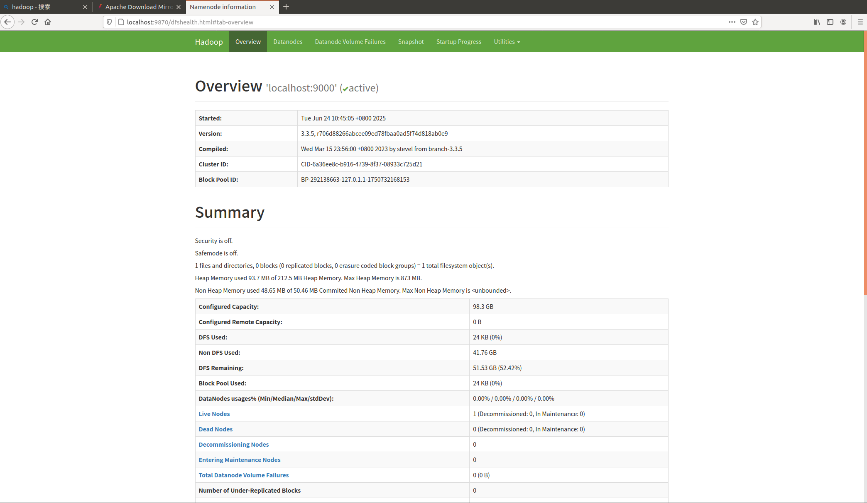 hadoop - 搜索
Apache Download Mirr
Namenode information
localhost:9870/dfshealth.html#tab-overview
Hadoop Overview Datanodes Datanode Volume Failures Snapshot Startup Progress Utilities
Overview 'localhost:9000' (✔active)
Started: Tue Jun 24 10:45:05 +0800 2025
Version: 3.3.5,
Compiled: Wed Mar 15 23:56:00 +0800 2023 by stevel from branch-3.3.5
Cluster ID:
Block Pool ID: BP-292138663-127.0.1.1-1750732168153
Summary
Security is off.
Safemode is off.
1 files and directories, 0 blocks (0 replicated blocks, 0 erasure coded block groups) = 1 total filesystem object(s).
Heap Memory used 93.7 MB of 212.5 MB Heap Memory. Max Heap Memory is 873 MB.
Non Heap Memory used 48.65 MB of 50.46 MB Commited Non Heap Memory. Max Non Heap Memory is <unbounded>.
Configured Capacity: 98.3 GB
Configured Remote Capacity: 0 B
DFS Used: 24 KB (0%)
Non DFS Used: 41.76 GB
DFS Remaining: 51.53 GB (52.42%)
Block Pool Used: 24 KB (0%)
DataNodes usages% (Min/Median/Max/stdDev): 0.00% / 0.00% / 0.00% / 0.00%
Live Nodes 1 (Decommissioned: 0, In Maintenance: 0)
Dead Nodes 0 (Decommissioned: 0, In Maintenance: 0)
Decommissioning Nodes 0
Entering Maintenance Nodes 0
Total Datanode Volume Failures 0 (0 B)
Number of Under-Replicated Blocks 0